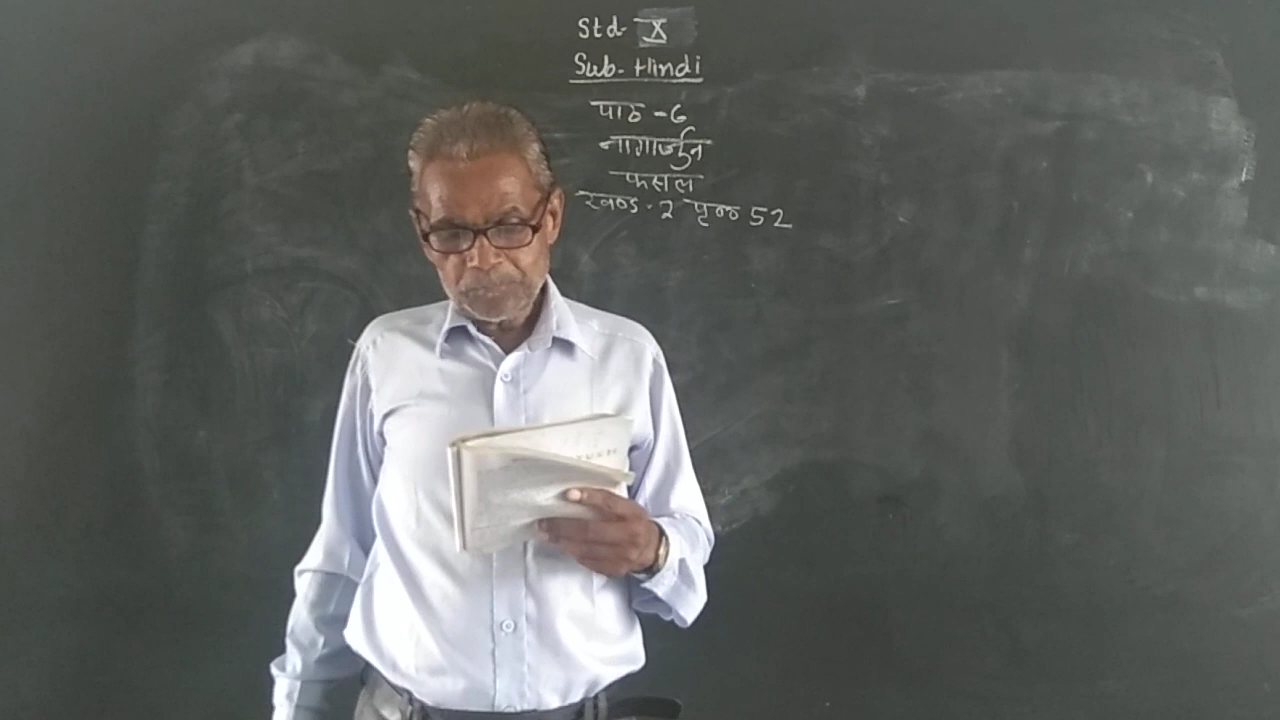 Std- X
Sub- Hindi
पाठ - 6
नागार्जुन
फसल
खण्ड - 2 पृष्ठ 52